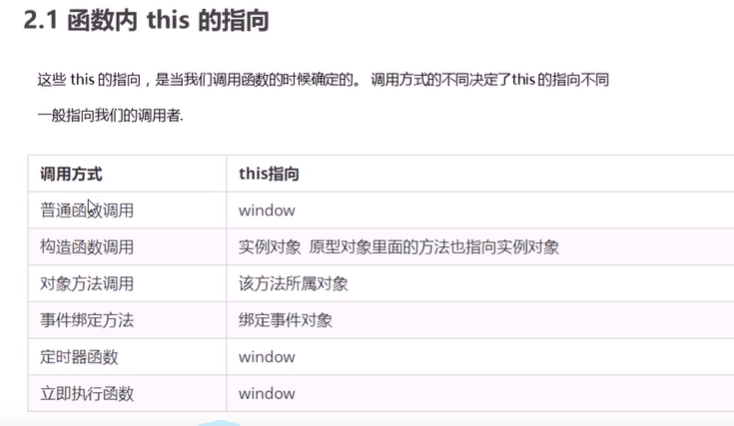 2.1 函数内 this 的指向
这些 this 的指向，是当我们调用函数的时候确定的。 调用方式的不同决定了this 的指向不同
一般指向我们的调用者.
调用方式 this指向
普通函数调用 window
构造函数调用 实例对象 原型对象里面的方法也指向实例对象
对象方法调用 该方法所属对象
事件绑定方法 绑定事件对象
定时器函数 window
立即执行函数 window